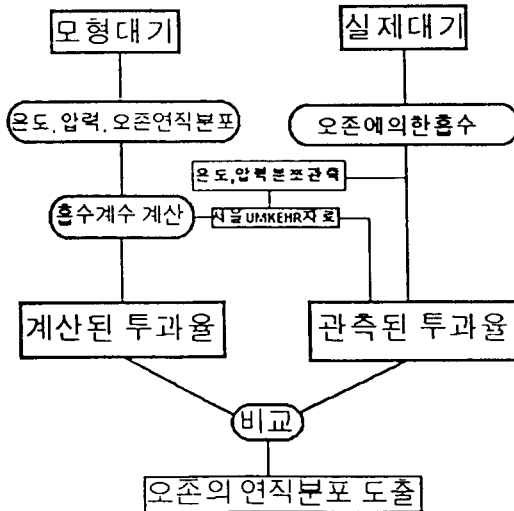 모형대기
실제대기
온도, 압력, 오존연직분포
오존에의한흡수
온도,압력분포관측
흡수계수 계산
서울UMKEHR자료
계산된 투과율
관측된 투과율
비교
오존의 연직분포 도출